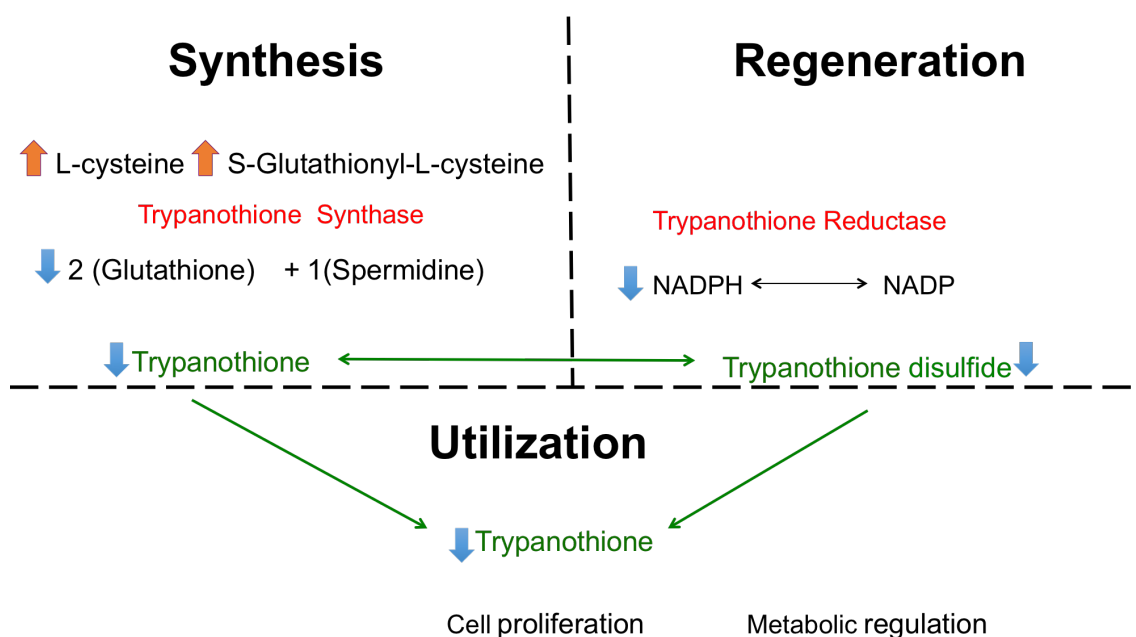 Synthesis
Regeneration
L-cysteine S-Glutathionyl-L-cysteine
Trypanothione Synthase
Trypanothione Reductase
2 (Glutathione) + 1(Spermidine)
NADPH NADP
Trypanothione
Trypanothione disulfide
Utilization
Trypanothione
Cell proliferation
Metabolic regulation